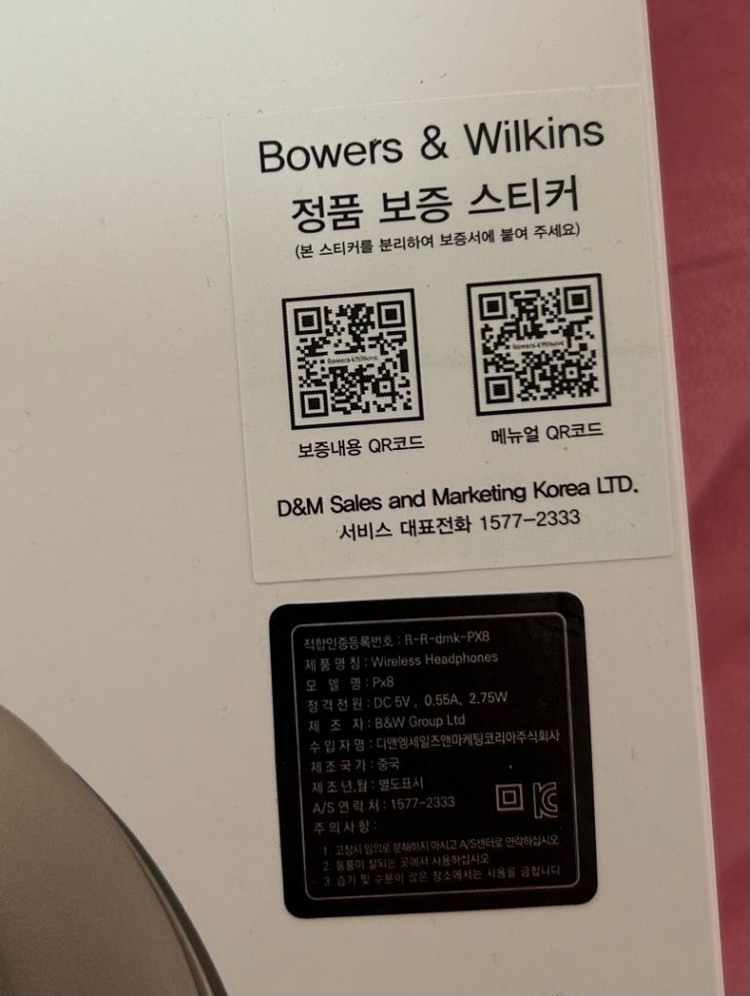 Bowers & Wilkins
정품 보증 스티커
(본 스티커를 분리하여 보증서에 붙여 주세요)
Bowers & Wilkins
Bowers & Wilkins
보증내용 QR코드
메뉴얼 QR코드
D&M Sales and Marketing Korea LTD.
서비스 대표전화 1577-2333
적합인증등록번호 : R-R-dmk-PX8
제품명칭 : Wireless Headphones
모델명 : Px8
정격전원 : DC 5V , 0.55A, 2.75W
제조자 : B&W Group Ltd
수입자명 : 디앤엠세일즈앤마케팅코리아주식회사
제조국가 : 중국
제조년,월 : 별도표시
A/S연락처 : 1577-2333
주의사항 :
1. 고장시 임의로 분해하지 마시고 A/S센터로 연락하십시오
2. 통풍이 잘되는 곳에서 사용하십시오
3. 습기 및 수분이 많은 장소에서는 사용을 금합니다